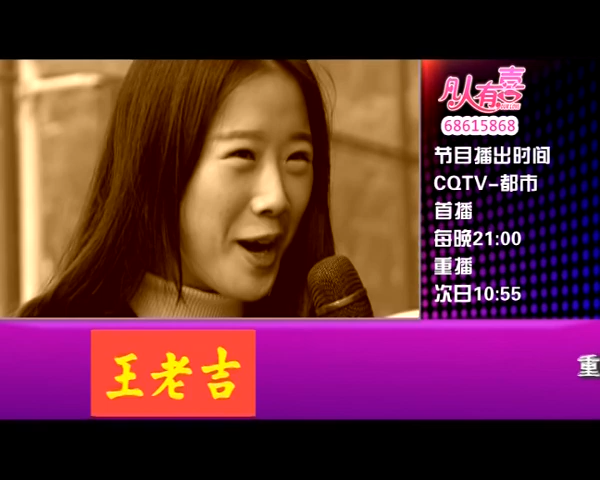 凡人有喜
68615868
节目播出时间
CQTV-都市
首播
每晚21:00
重播
次日10:55
王老吉
重